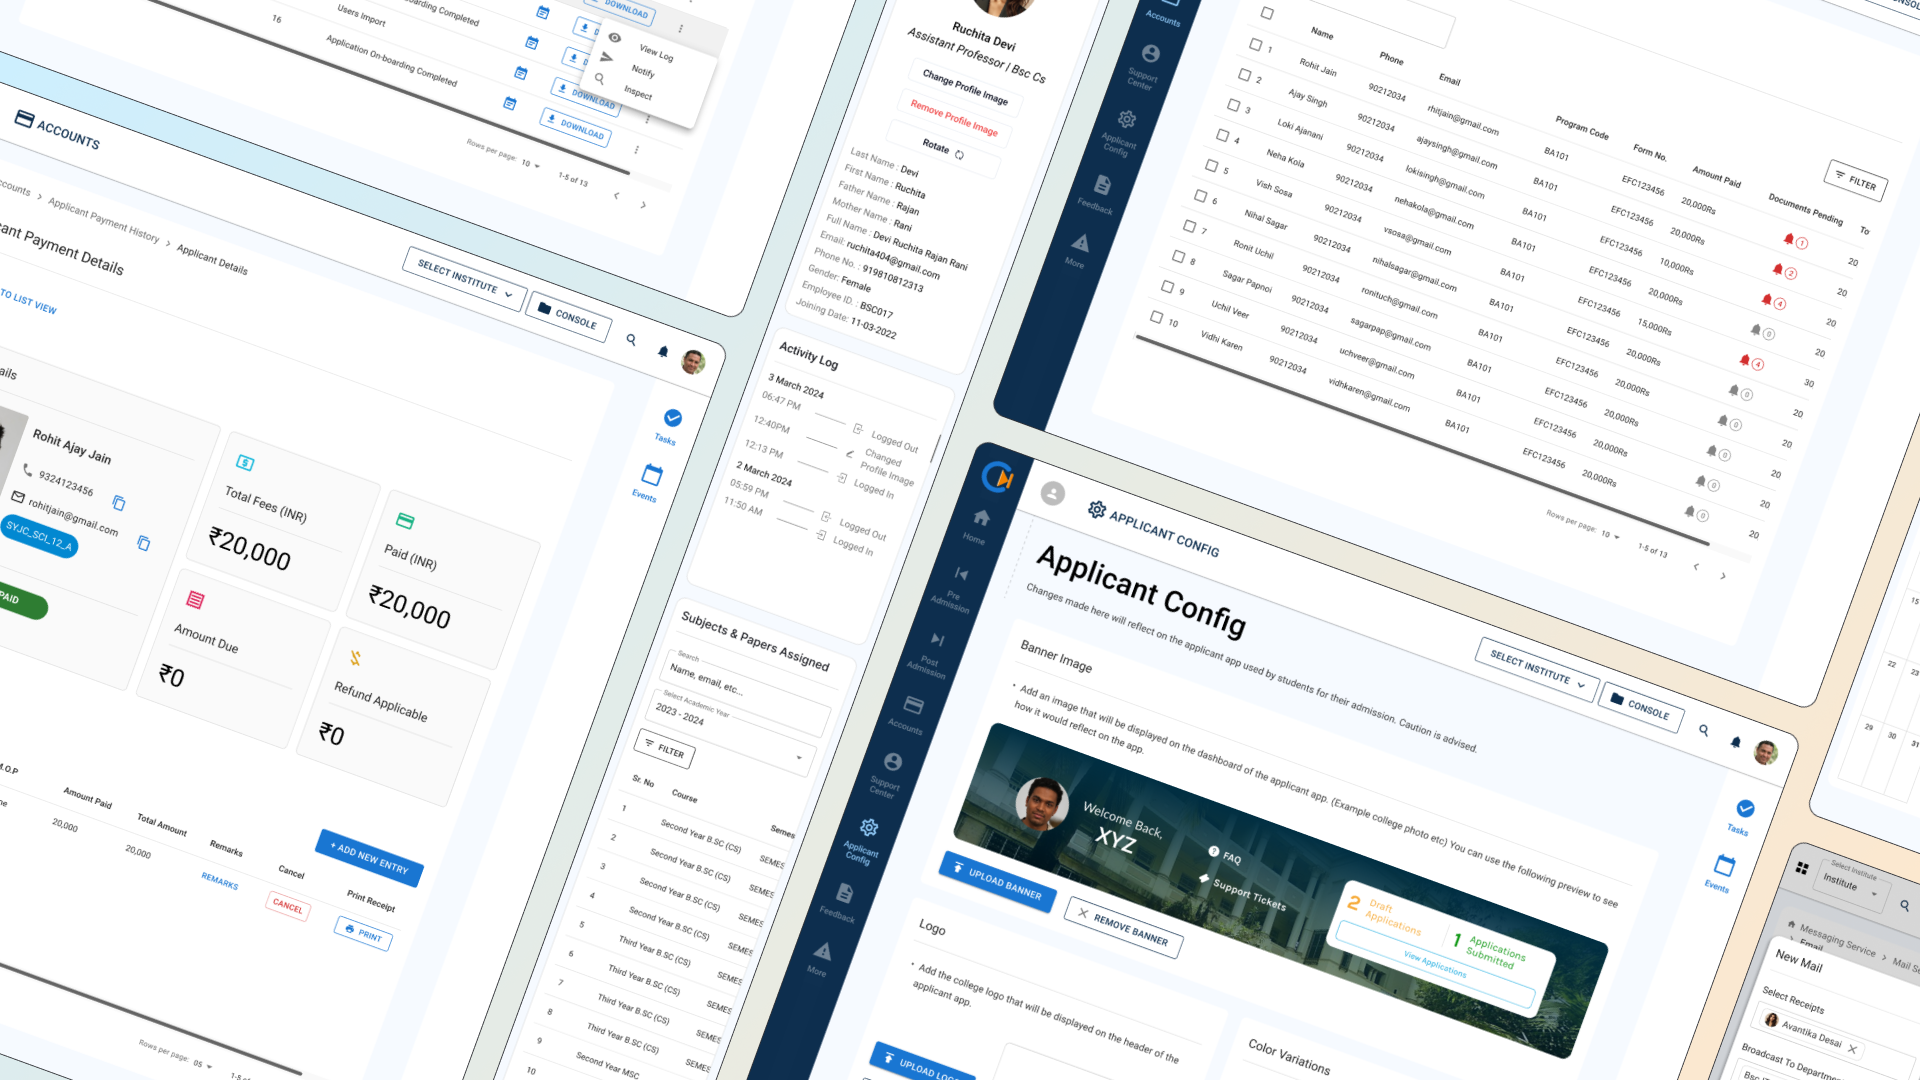 Users Import
16
Application On-boarding Completed
DOWNLOAD
View Log
Notify
Inspect
DOWNLOAD
DOWNLOAD
Rows per page: 10
1-5 of 13
ACCOUNTS
Applicant Payment History > Applicant Details
Payment Details
TO LIST VIEW
SELECT INSTITUTE
CONSOLE
Tasks
Events
Rohit Ajay Jain
9324123456
rohitjain@gmail.com
SYJC_SCI_12_A
PAID
Total Fees (INR)
₹20,000
Paid (INR)
₹20,000
Amount Due
₹0
Refund Applicable
₹0
M.O.P
Amount Paid
Total Amount
Remarks
Cancel
Print Receipt
20,000
20,000
REMARKS
CANCEL
PRINT
+ ADD NEW ENTRY
Rows per page: 05
Ruchita Devi
Assistant Professor / Bsc Cs
Change Profile Image
Remove Profile Image
Rotate
Last Name : Devi
First Name : Ruchita
Father Name : Rajan
Mother Name : Rani
Full Name : Devi Ruchita Rajan Rani
Email: ruchita404@gmail.com
Phone No. : 919810812313
Gender: Female
Employee ID. : BSC017
Joining Date: 11-03-2022
Activity Log
3 March 2024
06:47 PM Logged Out
12:40PM Changed Profile Image
12:13 PM Logged In
2 March 2024
05:59 PM Logged Out
11:50 AM Logged In
Subjects & Papers Assigned
Search
Name, email, etc...
Select Academic Year
2023 - 2024
FILTER
Sr. No Course Semes
1 Second Year B.SC (CS) SEMES
2 Second Year B.SC (CS) SEMES
3 Second Year B.SC (CS) SEMES
4 Second Year B.SC (CS) SEMES
5 Third Year B.SC (CS) SEMES
6 Third Year B.SC (CS) SEMES
7 Third Year B.SC (CS) SEMES
8 Third Year B.SC (CS) SEMES
9 Second Year MSC SEMES
10
Accounts
Support Center
Applicant Config
Feedback
More
FILTER
Name Phone Email Program Code Form No. Amount Paid Documents Pending To
1 Rohit Jain 90212034 rhitjain@gmail.com BA101 EFC123456 20,000Rs 1 20
2 Ajay Singh 90212034 ajaysingh@gmail.com BA101 EFC123456 20,000Rs 2 20
3 Loki Ajanani 90212034 lokisingh@gmail.com BA101 EFC123456 10,000Rs 4 20
4 Neha Kola 90212034 nehakola@gmail.com BA101 EFC123456 20,000Rs 0 20
5 Vish Sosa 90212034 vsosa@gmail.com BA101 EFC123456 15,000Rs 4 30
6 Nihal Sagar 90212034 nihalsagar@gmail.com BA101 EFC123456 20,000Rs 0 20
7 Ronit Uchil 90212034 ronituch@gmail.com BA101 EFC123456 20,000Rs 0 20
8 Sagar Papnoi 90212034 sagarpap@gmail.com BA101 EFC123456 20,000Rs 0 20
9 Uchil Veer 90212034 uchveer@gmail.com BA101 EFC123456 20,000Rs 0 20
10 Vidhi Karen 90212034 vidhkaren@gmail.com BA101 EFC123456 20,000Rs 0 20
Rows per page: 10
1-5 of 13
Home
Pre Admission
Post Admission
Accounts
Support Center
Applicant Config
Feedback
More
APPLICANT CONFIG
SELECT INSTITUTE
CONSOLE
Tasks
Events
Applicant Config
Changes made here will reflect on the applicant app used by students for their admission. Caution is advised.
Banner Image
• Add an image that will be displayed on the dashboard of the applicant app. (Example college photo etc) You can use the following preview to see
how it would reflect on the app.
Welcome Back,
XYZ
FAQ
Support Tickets
2 Draft Applications
1 Applications Submitted
View Applications
UPLOAD BANNER
REMOVE BANNER
Logo
• Add the college logo that will be displayed on the header of the
applicant app.
UPLOAD LOGO
Color Variations
15
22
23
29
30
31
Select Institute
Institute
Messaging Service >
Email
New Mail
Select Receipts
Avantika Desai